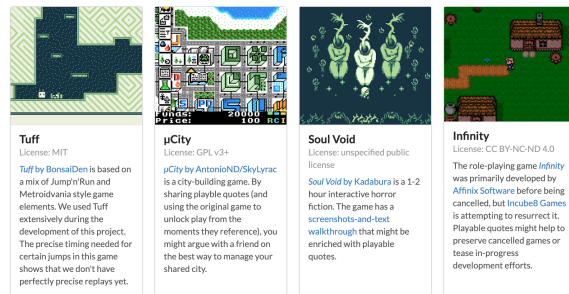 Funds: 20000
Price: 100 RCI
Tuff
License: MIT
Tuff by BonsaiDen is based on
a mix of Jump'n'Run and
Metroidvania style game
elements. We used Tuff
extensively during the
development of this project.
The precise timing needed for
certain jumps in this game
shows that we don't have
perfectly precise replays yet.
µCity
License: GPL v3+
µCity by AntonioND/SkyLyrac
is a city-building game. By
sharing playble quotes (and
using the original game to
unlock play from the
moments they reference), you
might argue with a friend on
the best way to manage your
shared city.
Soul Void
License: unspecified public
license
Soul Void by Kadabura is a 1-2
hour interactive horror
fiction. The game has a
screenshots-and-text
walkthrough that might be
enriched with playable
quotes.
Infinity
License: CC BY-NC-ND 4.0
The role-playing game Infinity
was primarily developed by
Affinix Software before being
cancelled, but Incube8 Games
is attempting to resurrect it.
Playable quotes might help to
preserve cancelled games or
tease in-progress
development efforts.